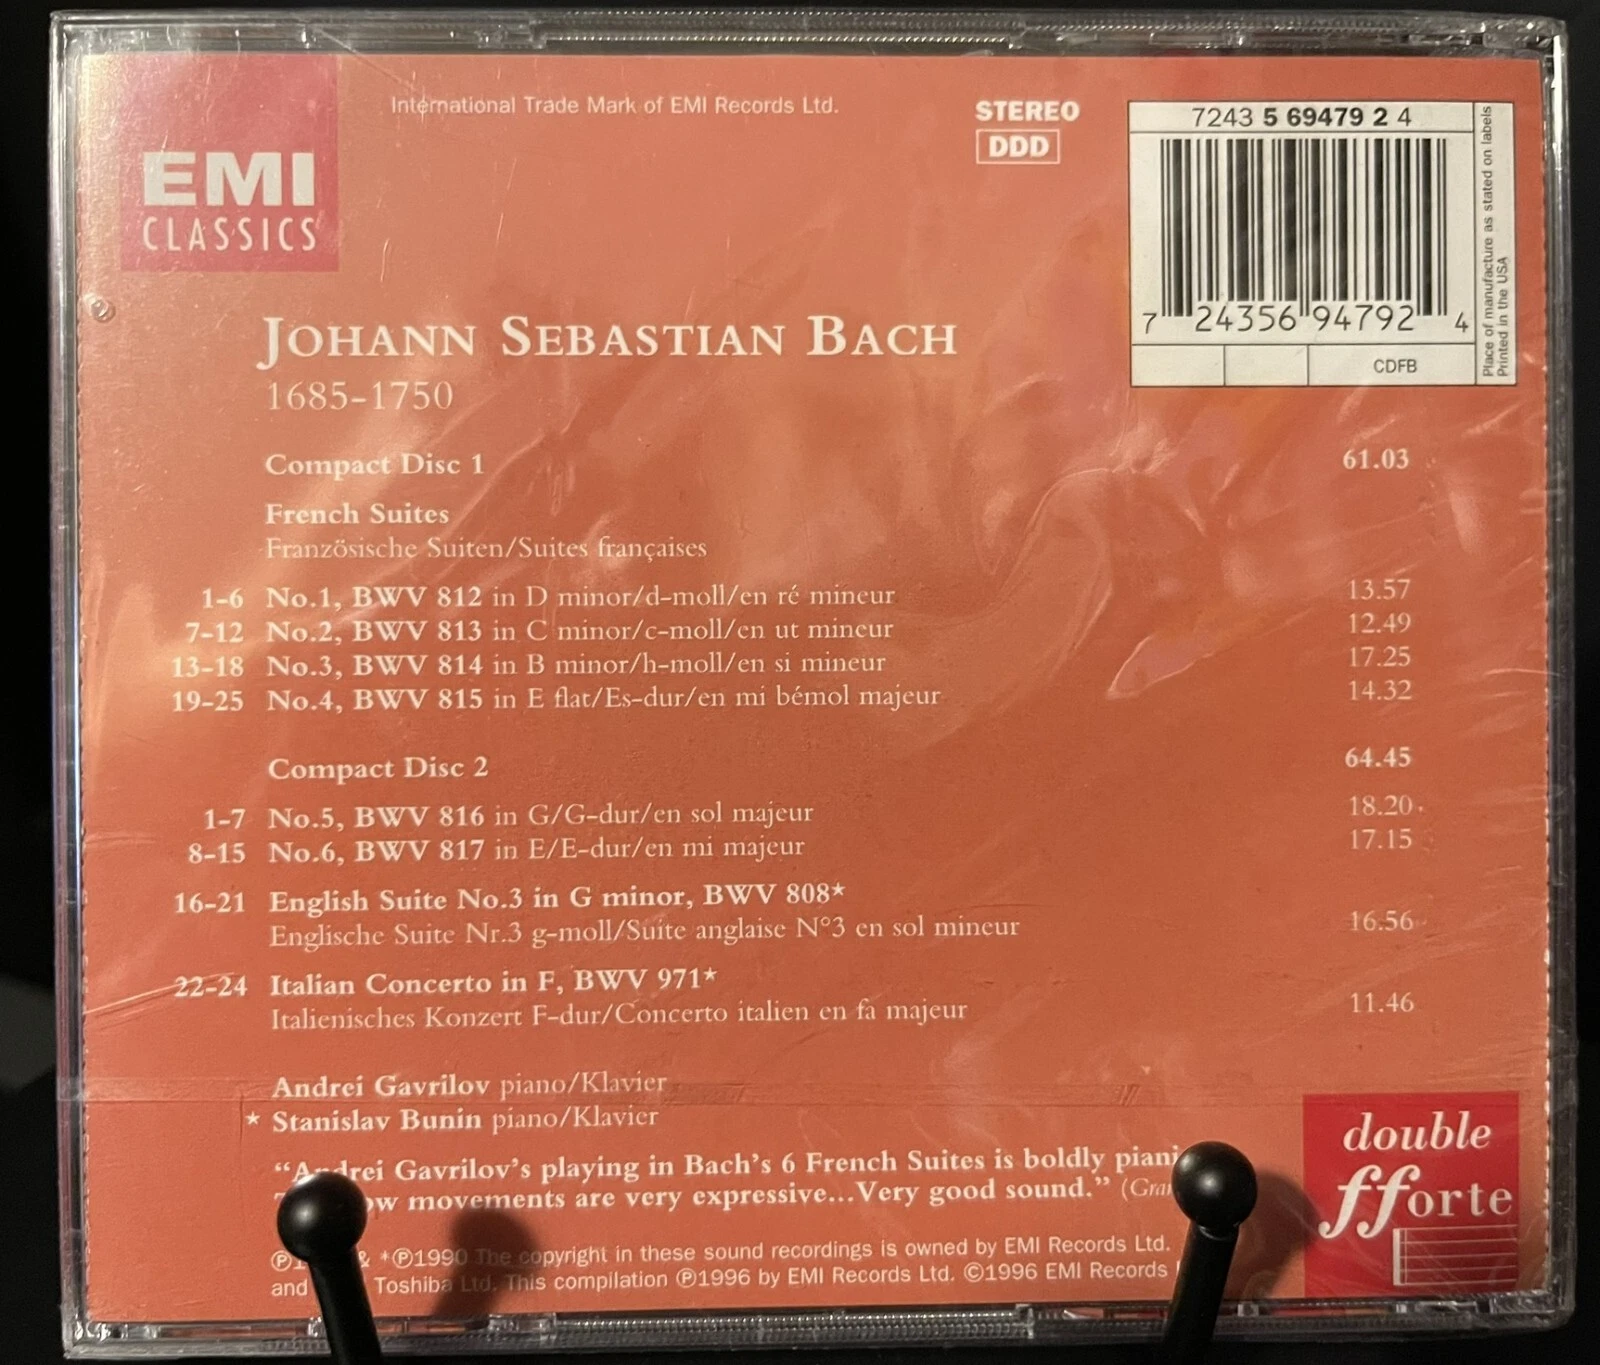 EMI
CLASSICS
International Trade Mark of EMI Records Ltd.
STEREO
DDD
7243 5 69479 2 4
7 24356 94792 4
CDFB
Place of manufacture as stated on labels
Printed in the USA
JOHANN SEBASTIAN BACH
1685-1750
Compact Disc 1 61.03
French Suites
Französische Suiten/Suites françaises
1-6 No.1, BWV 812 in D minor/d-moll/en ré mineur 13.57
7-12 No.2, BWV 813 in C minor/c-moll/en ut mineur 12.49
13-18 No.3, BWV 814 in B minor/h-moll/en si mineur 17.25
19-25 No.4, BWV 815 in E flat/Es-dur/en mi bémol majeur 14.32
Compact Disc 2 64.45
1-7 No.5, BWV 816 in G/G-dur/en sol majeur 18.20
8-15 No.6, BWV 817 in E/E-dur/en mi majeur 17.15
16-21 English Suite No.3 in G minor, BWV 808★ 16.56
Englische Suite Nr.3 g-moll/Suite anglaise N°3 en sol mineur
22-24 Italian Concerto in F, BWV 971★ 11.46
Italienisches Konzert F-dur/Concerto italien en fa majeur
Andrei Gavrilov piano/Klavier
★ Stanislav Bunin piano/Klavier
“Andrei Gavrilov’s playing in Bach’s 6 French Suites is boldly
movements are very expressive...Very good sound.”
& *℗1990 The copyright in these sound recordings is owned by EMI Records Ltd.
and Toshiba Ltd. This compilation ℗1996 by EMI Records Ltd. ©1996 EMI Records
double
fforte